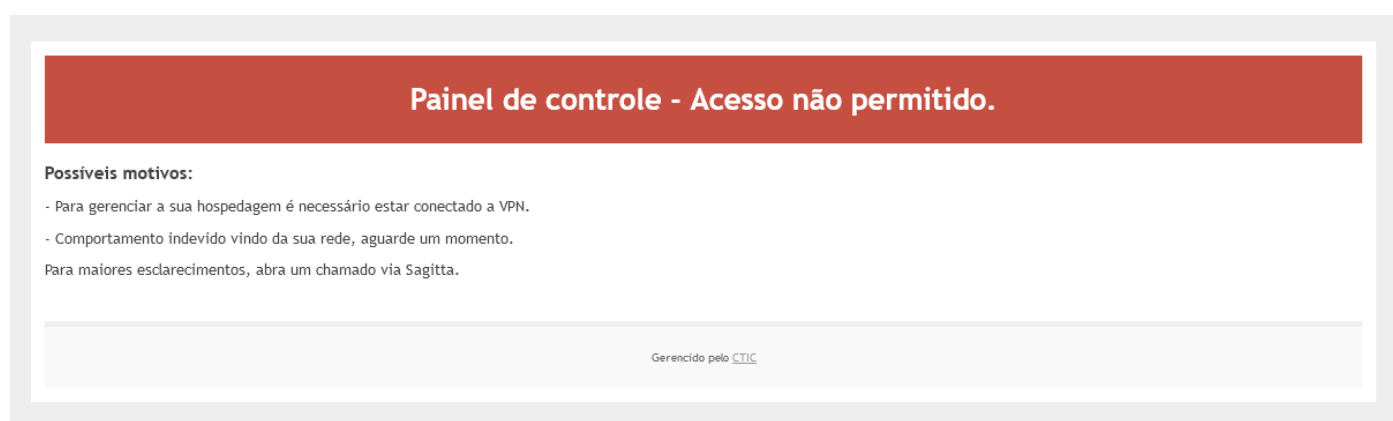 Painel de controle - Acesso não permitido.
Possíveis motivos:
- Para gerenciar a sua hospedagem é necessário estar conectado a VPN.
- Comportamento indevido vindo da sua rede, aguarde um momento.
Para maiores esclarecimentos, abra um chamado via Sagitta.
Gerencido pelo CTIC